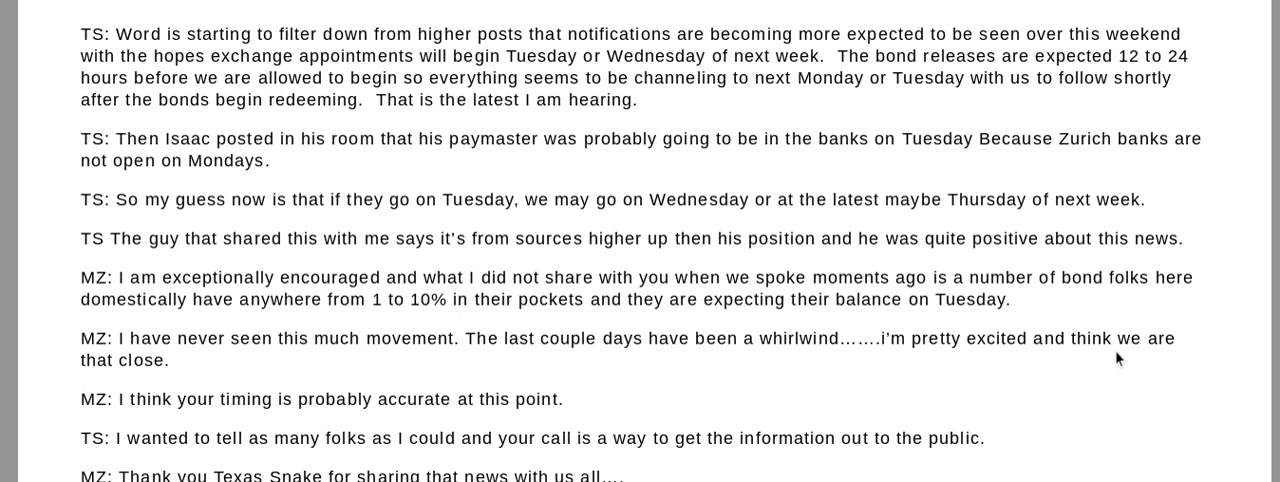 TS: Word is starting to filter down from higher posts that notifications are becoming more expected to be seen over this weekend
with the hopes exchange appointments will begin Tuesday or Wednesday of next week.  The bond releases are expected 12 to 24
hours before we are allowed to begin so everything seems to be channeling to next Monday or Tuesday with us to follow shortly
after the bonds begin redeeming.  That is the latest I am hearing.
TS: Then Isaac posted in his room that his paymaster was probably going to be in the banks on Tuesday Because Zurich banks are
not open on Mondays.
TS: So my guess now is that if they go on Tuesday, we may go on Wednesday or at the latest maybe Thursday of next week.
TS The guy that shared this with me says it’s from sources higher up then his position and he was quite positive about this news.
MZ: I am exceptionally encouraged and what I did not share with you when we spoke moments ago is a number of bond folks here
domestically have anywhere from 1 to 10% in their pockets and they are expecting their balance on Tuesday.
MZ: I have never seen this much movement. The last couple days have been a whirlwind…….i’m pretty excited and think we are
that close.
MZ: I think your timing is probably accurate at this point.
TS: I wanted to tell as many folks as I could and your call is a way to get the information out to the public.
MZ: Thank you Texas Snake for sharing that news with us all….